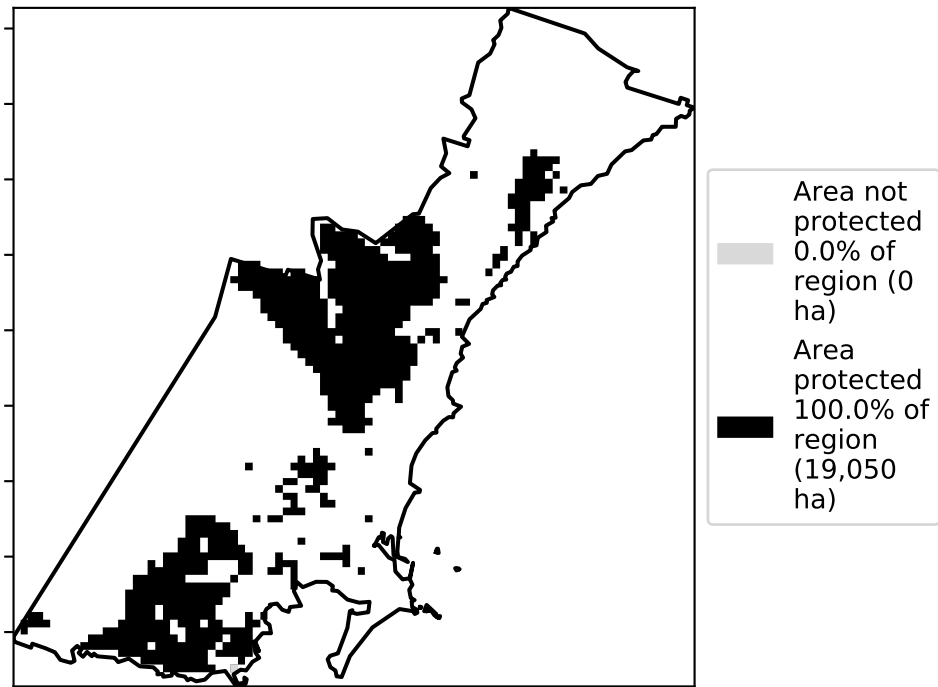 Area not
protected
0.0% of
region (0
ha)
Area
protected
100.0% of
region
(19,050
ha)